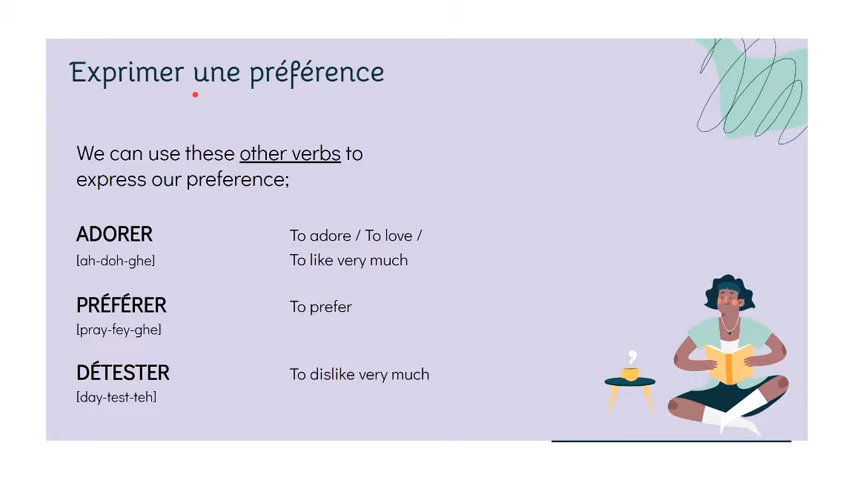 Exprimer une préférence
We can use these other verbs to
express our preference;
ADORER
To adore / To love /
[ah-doh-ghe]
To like very much
PRÉFÉRER
To prefer
[pray-fey-ghe]
DÉTESTER
To dislike very much
[day-test-teh]